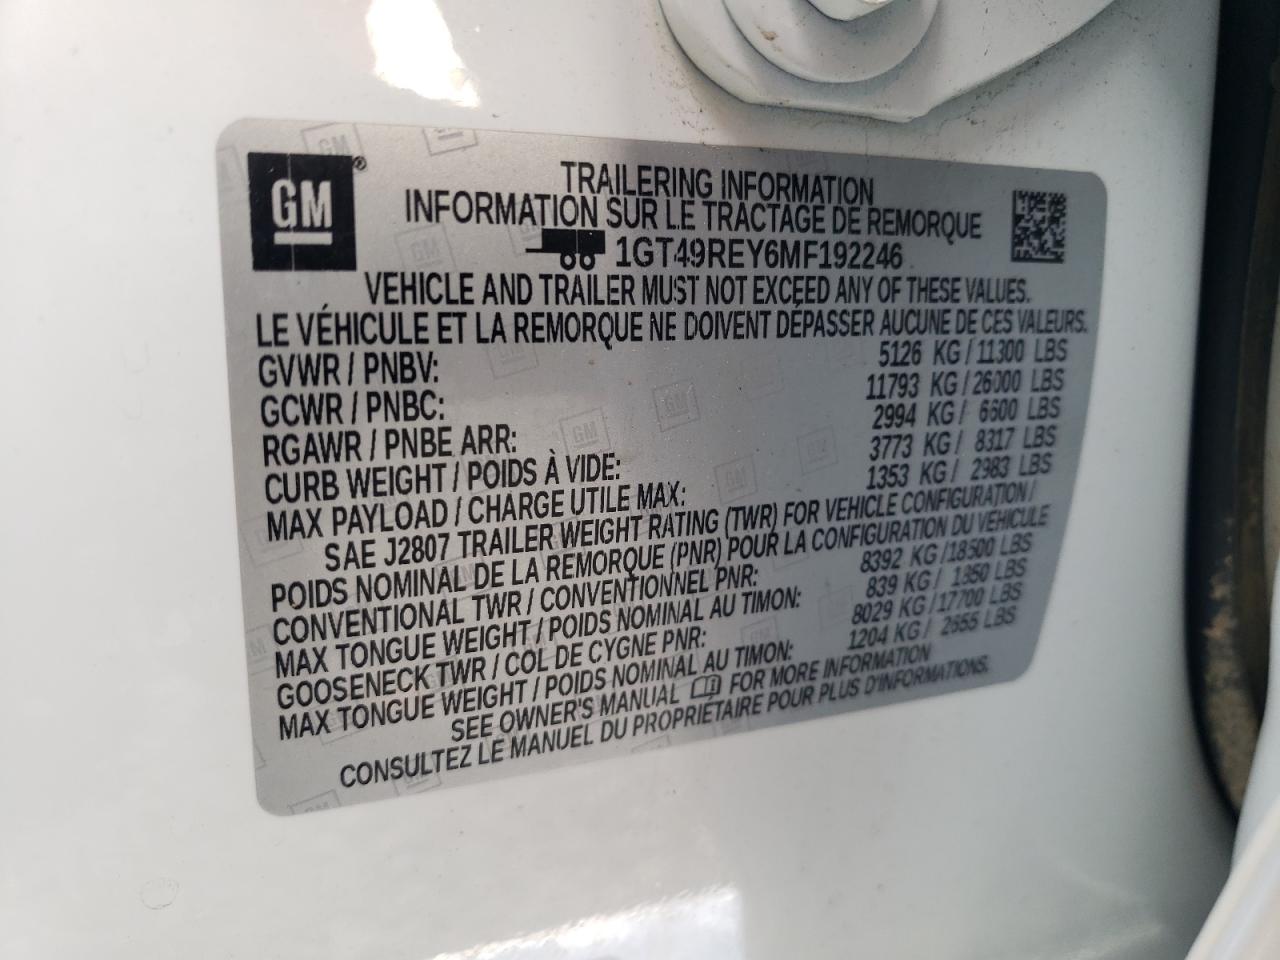 GM®
TRAILERING INFORMATION
INFORMATION SUR LE TRACTAGE DE REMORQUE
1GT49REY6MF192246
VEHICLE AND TRAILER MUST NOT EXCEED ANY OF THESE VALUES.
LE VÉHICULE ET LA REMORQUE NE DOIVENT DÉPASSER AUCUNE DE CES VALEURS.
GVWR / PNBV: 5126 KG / 11300 LBS
GCWR / PNBC: 11793 KG / 26000 LBS
RGAWR / PNBE ARR: 2994 KG / 6600 LBS
CURB WEIGHT / POIDS À VIDE: 3773 KG / 8317 LBS
MAX PAYLOAD / CHARGE UTILE MAX: 1353 KG / 2983 LBS
SAE J2807 TRAILER WEIGHT RATING (TWR) FOR VEHICLE CONFIGURATION /
POIDS NOMINAL DE LA REMORQUE (PNR) POUR LA CONFIGURATION DU VÉHICULE
CONVENTIONAL TWR / CONVENTIONNEL PNR: 8392 KG / 18500 LBS
MAX TONGUE WEIGHT / POIDS NOMINAL AU TIMON: 839 KG / 1850 LBS
GOOSENECK TWR / COL DE CYGNE PNR: 8029 KG / 17700 LBS
MAX TONGUE WEIGHT / POIDS NOMINAL AU TIMON: 1204 KG / 2655 LBS
SEE OWNER'S MANUAL FOR MORE INFORMATION
CONSULTEZ LE MANUEL DU PROPRIÉTAIRE POUR PLUS D'INFORMATIONS.